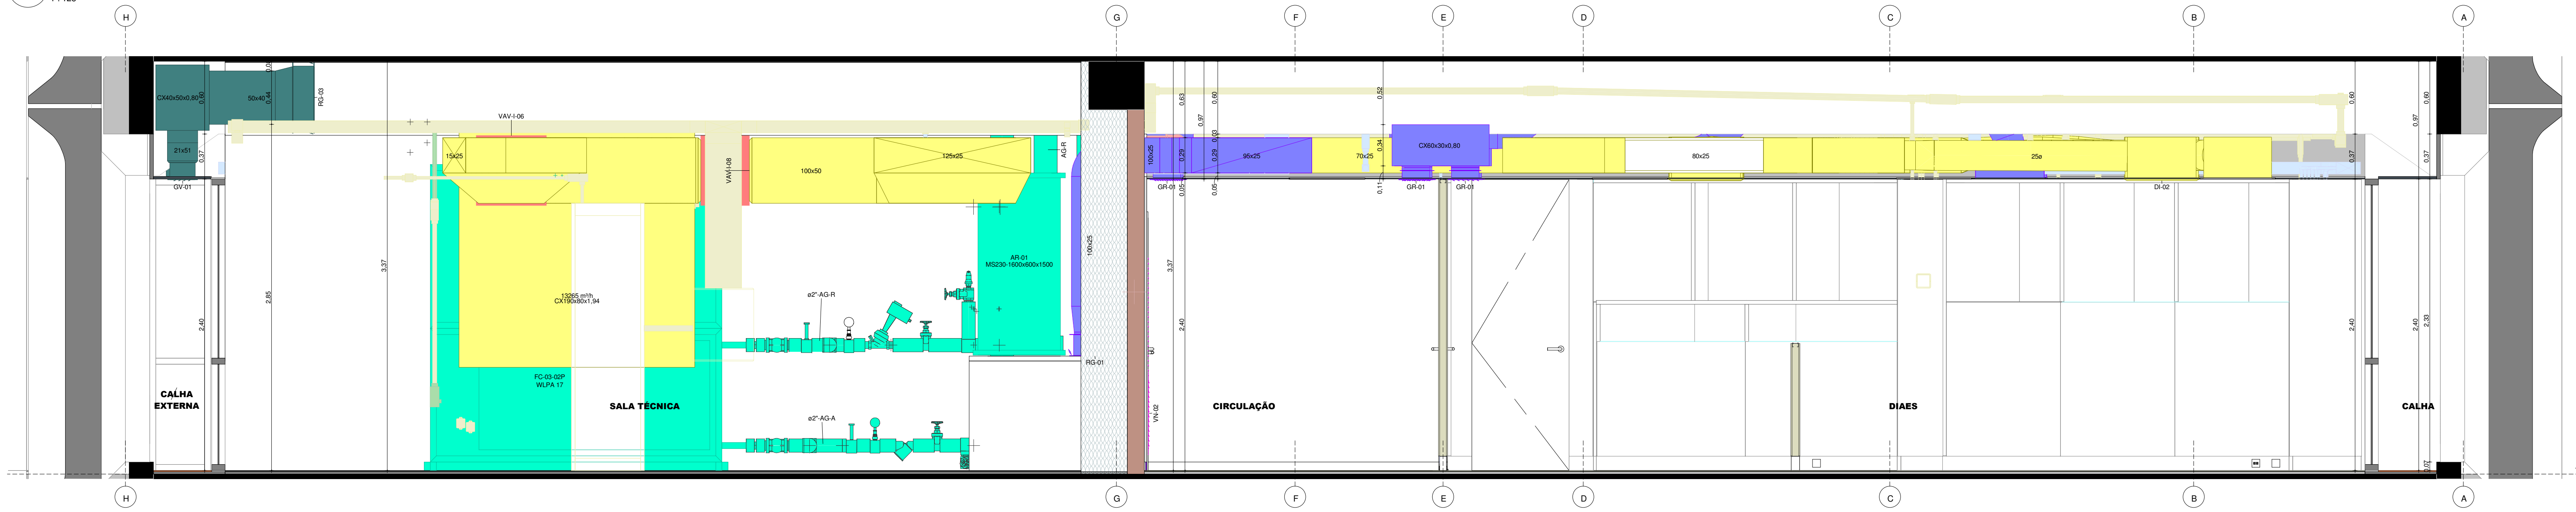 H
G
F
E
D
C
B
A
CX40x50x0,80
0,60
0,44
50x40
RG-03
21x51
0,37
GV-01
VAV-I-06
15x25
VAV-I-08
100x50
125x25
AG-R
0,97
0,63
0,60
0,03
0,52
0,34
100x25
0,29
0,29
95x25
70x25
CX60x30x0,80
80x25
25ø
0,60
0,37
0,97
0,60
0,37
GR-01
0,05
0,05
GR-01
GR-01
0,11
DI-02
3,37
2,85
2,40
13265 m³/h
CX190x80x1,94
ø2"-AG-R
AR-01
MS230-1600x600x1500
100x25
RG-01
3,37
2,40
2,40
2,40
2,33
FC-03-02P
WLPA 17
CALHA
EXTERNA
SALA TÉCNICA
ø2"-AG-A
VN-02
CIRCULAÇÃO
DIAES
CALHA
0,07
H
G
F
E
D
C
B
A